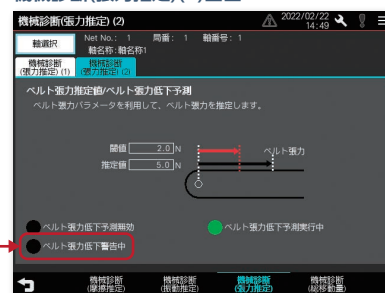 機械診断(張力推定) (2)
2022/02/22
14:49
軸選択
Net No.: 1 局番: 1 軸番号: 1
軸名称:軸名称1
機械診断
(張力推定) (1)
機械診断
(張力推定) (2)
ベルト張力推定値/ベルト張力低下予測
ベルト張力パラメータを利用して、ベルト張力を推定します。
閾値 2.0 N
ベルト張力
推定値 5.0 N
ベルト張力低下予測無効
ベルト張力低下予測実行中
ベルト張力低下警告中
機械診断
(摩擦推定)
機械診断
(振動推定)
機械診断
(張力推定)
機械診断
(総移動量)